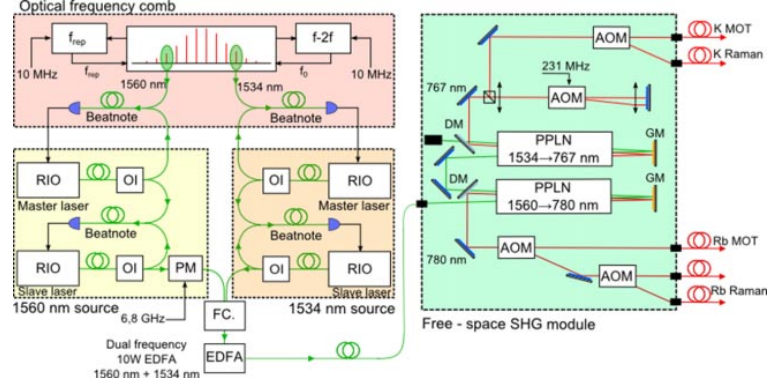 Optical frequency comb
f_rep
f-2f
10 MHz
f_rep
1560 nm
1534 nm
f_0
10 MHz
Beatnote
Beatnote
RIO
OI
OI
RIO
Master laser
Master laser
Beatnote
Beatnote
RIO
OI
PM
OI
RIO
Slave laser
Slave laser
1560 nm source
1534 nm source
6,8 GHz
FC.
Dual frequency
10W EDFA
1560 nm + 1534 nm
EDFA
AOM
K MOT
K Raman
231 MHz
767 nm
AOM
DM
PPLN
1534→767 nm
GM
DM
PPLN
1560→780 nm
GM
780 nm
AOM
Rb MOT
AOM
Rb Raman
Free - space SHG module